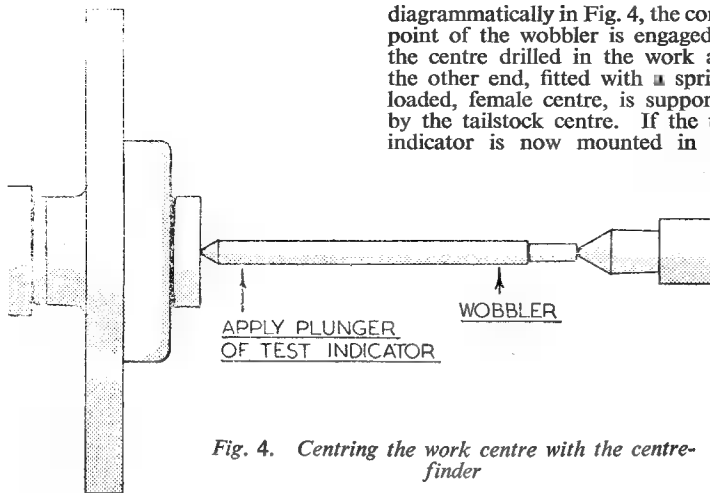 diagrammatically in Fig. 4, the co
point of the wobbler is engaged
the centre drilled in the work a
the other end, fitted with a spri
loaded, female centre, is suppor
by the tailstock centre. If the t
indicator is now mounted in
APPLY PLUNGER
OF TEST INDICATOR
WOBBLER
Fig. 4. Centring the work centre with the centre-
finder